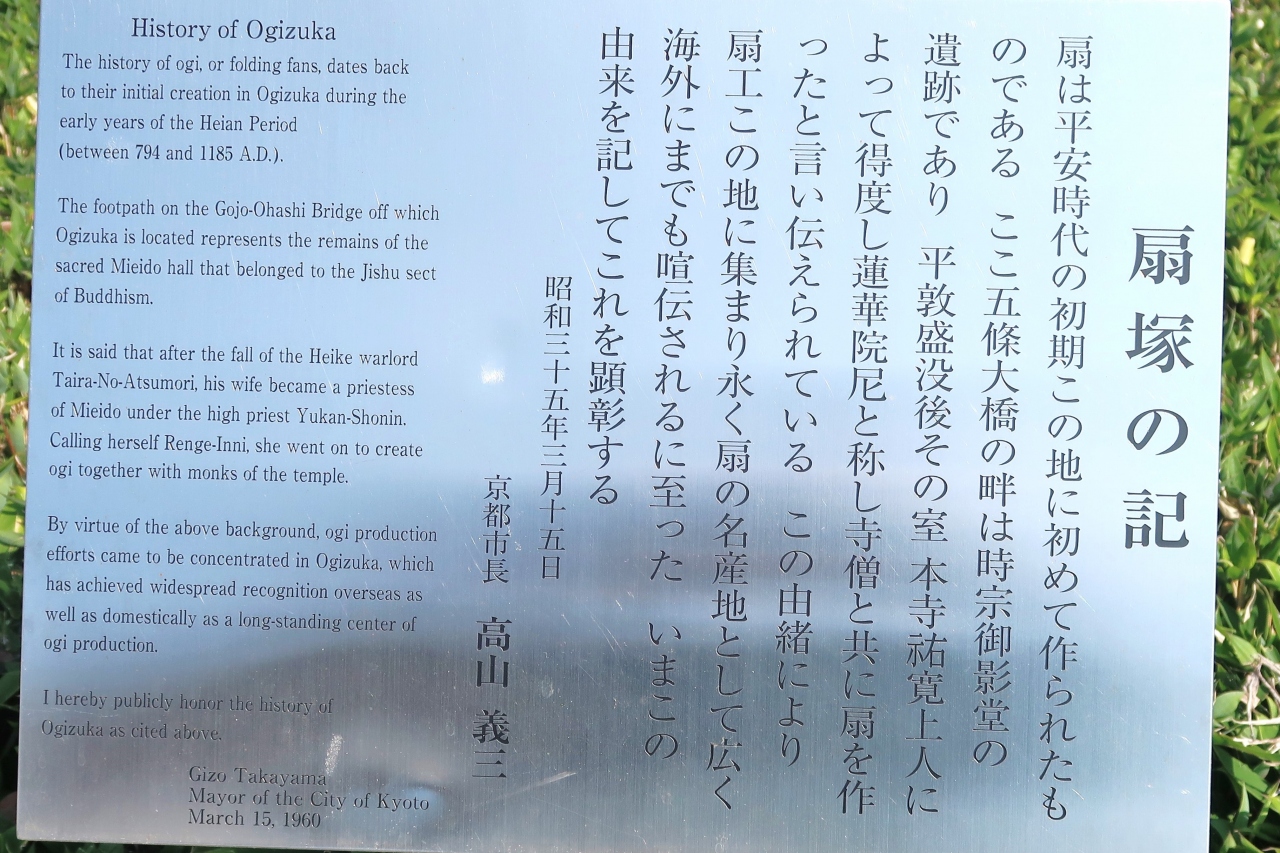 扇塚の記
扇は平安時代の初期この地に初めて作られたも
のである　ここ五條大橋の畔は時宗御影堂の
遺跡であり　平敦盛没後その室 本寺祐寛上人に
よって得度し蓮華院尼と称し寺僧と共に扇を作
ったと言い伝えられている　この由緒により
扇工この地に集まり永く扇の名産地として広く
海外にまでも喧伝されるに至った　いまこの
由来を記してこれを顕彰する
昭和三十五年三月十五日
京都市長　高山 義三
History of Ogizuka
The history of ogi, or folding fans, dates back
to their initial creation in Ogizuka during the
early years of the Heian Period
(between 794 and 1185 A.D.).
The footpath on the Gojo-Ohashi Bridge off which
Ogizuka is located represents the remains of the
sacred Mieido hall that belonged to the Jishu sect
of Buddhism.
It is said that after the fall of the Heike warlord
Taira-No-Atsumori, his wife became a priestess
of Mieido under the high priest Yukan-Shonin.
Calling herself Renge-Inni, she went on to create
ogi together with monks of the temple.
By virtue of the above background, ogi production
efforts came to be concentrated in Ogizuka, which
has achieved widespread recognition overseas as
well as domestically as a long-standing center of
ogi production.
I hereby publicly honor the history of
Ogizuka as cited above.
Gizo Takayama
Mayor of the City of Kyoto
March 15, 1960